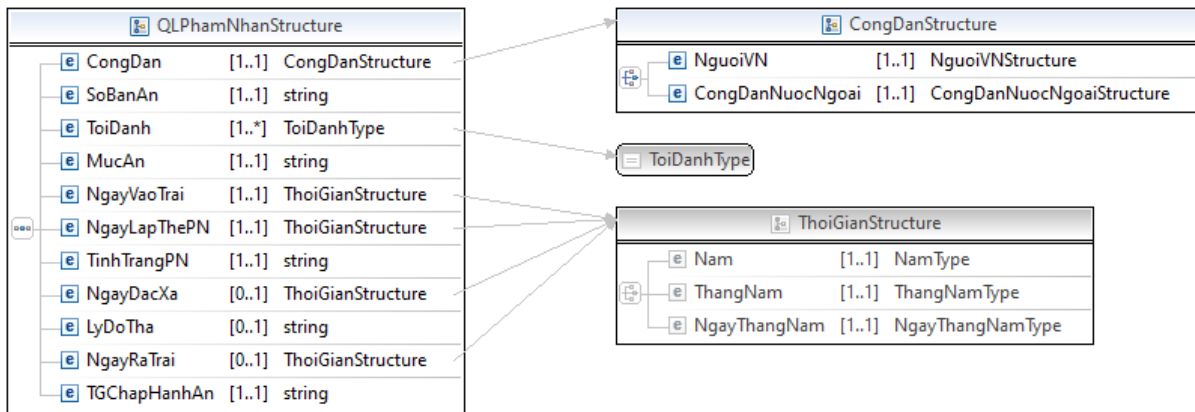 QLPhamNhanStructure
e CongDan [1..1] CongDanStructure
e SoBanAn [1..1] string
e ToiDanh [1..*] ToiDanhType
e MucAn [1..1] string
e NgayVaoTrai [1..1] ThoiGianStructure
e NgayLapThePN [1..1] ThoiGianStructure
e TinhTrangPN [1..1] string
e NgayDacXa [0..1] ThoiGianStructure
e LyDoTha [0..1] string
e NgayRaTrai [0..1] ThoiGianStructure
e TGChapHanhAn [1..1] string
CongDanStructure
e NguoiVN [1..1] NguoiVNStructure
e CongDanNuocNgoai [1..1] CongDanNuocNgoaiStructure
ToiDanhType
ThoiGianStructure
e Nam [1..1] NamType
e ThangNam [1..1] ThangNamType
e NgayThangNam [1..1] NgayThangNamType